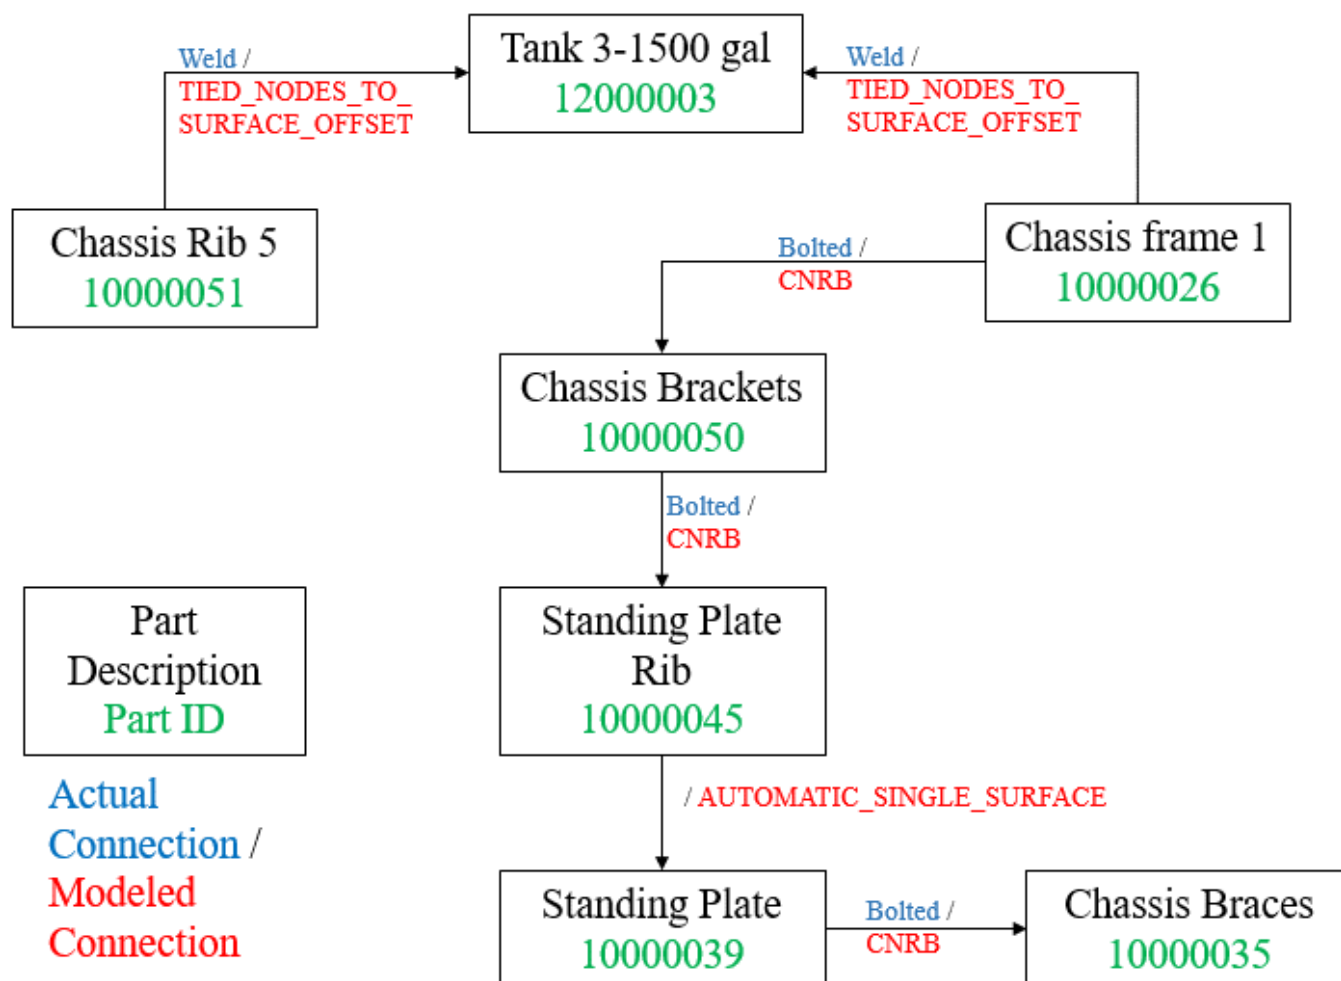 Tank 3-1500 gal
12000003
Weld /
TIED_NODES_TO_
SURFACE_OFFSET
Weld /
TIED_NODES_TO_
SURFACE_OFFSET
Chassis Rib 5
10000051
Chassis frame 1
10000026
Bolted /
CNRB
Chassis Brackets
10000050
Bolted /
CNRB
Standing Plate
Rib
10000045
/ AUTOMATIC_SINGLE_SURFACE
Standing Plate
10000039
Bolted /
CNRB
Chassis Braces
10000035
Part
Description
Part ID
Actual
Connection /
Modeled
Connection